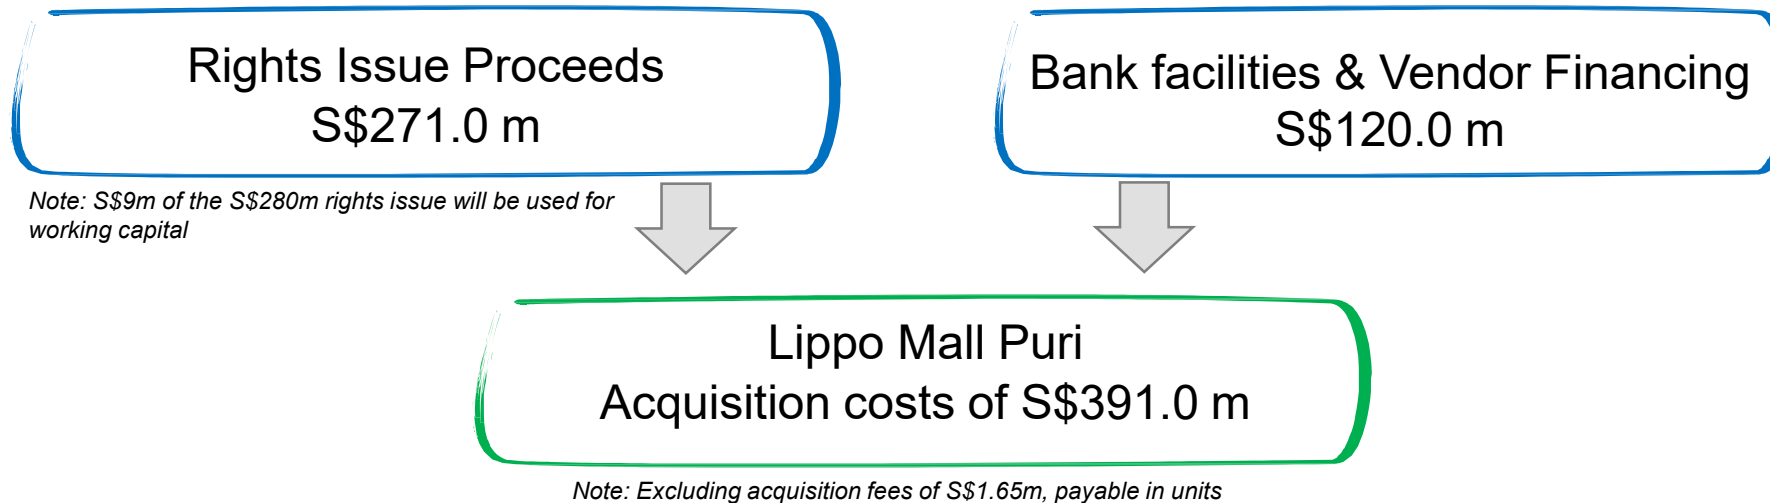 Rights Issue Proceeds
S$271.0 m
Bank facilities & Vendor Financing
S$120.0 m
Note: S$9m of the S$280m rights issue will be used for
working capital
Lippo Mall Puri
Acquisition costs of S$391.0 m
Note: Excluding acquisition fees of S$1.65m, payable in units